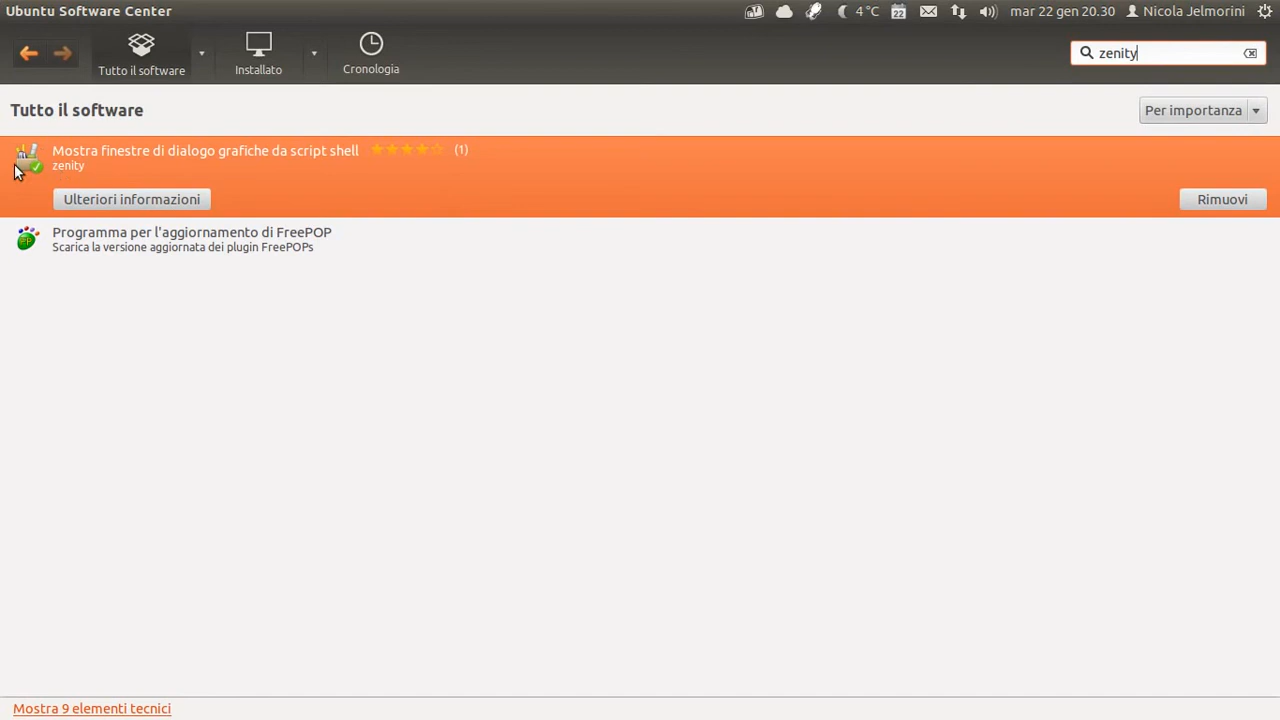 Ubuntu Software Center
4°C
22
mar 22 gen 20.30
Nicola Jelmorini
Tutto il software
Installato
Cronologia
zenity
Tutto il software
Per importanza
Mostra finestre di dialogo grafiche da script shell
(1)
zenity
Ulteriori informazioni
Rimuovi
Programma per l'aggiornamento di FreePOP
Scarica la versione aggiornata dei plugin FreePOPs
Mostra 9 elementi tecnici